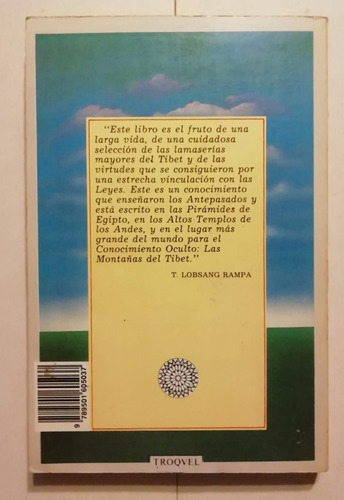 "Este libro es el fruto de una
larga vida, de una cuidadosa
selección de las lamaserías
mayores del Tibet y de las
virtudes que se consiguieron por
una estrecha vinculación con las
Leyes. Este es un conocimiento
que enseñaron los Antepasados y
está escrito en las Pirámides de
Egipto, en los Altos Templos de
los Andes, y en el lugar más
grande del mundo para el
Conocimiento Oculto: Las
Montañas del Tibet."
T. LOBSANG RAMPA
9 789501 605037
TROQVEL